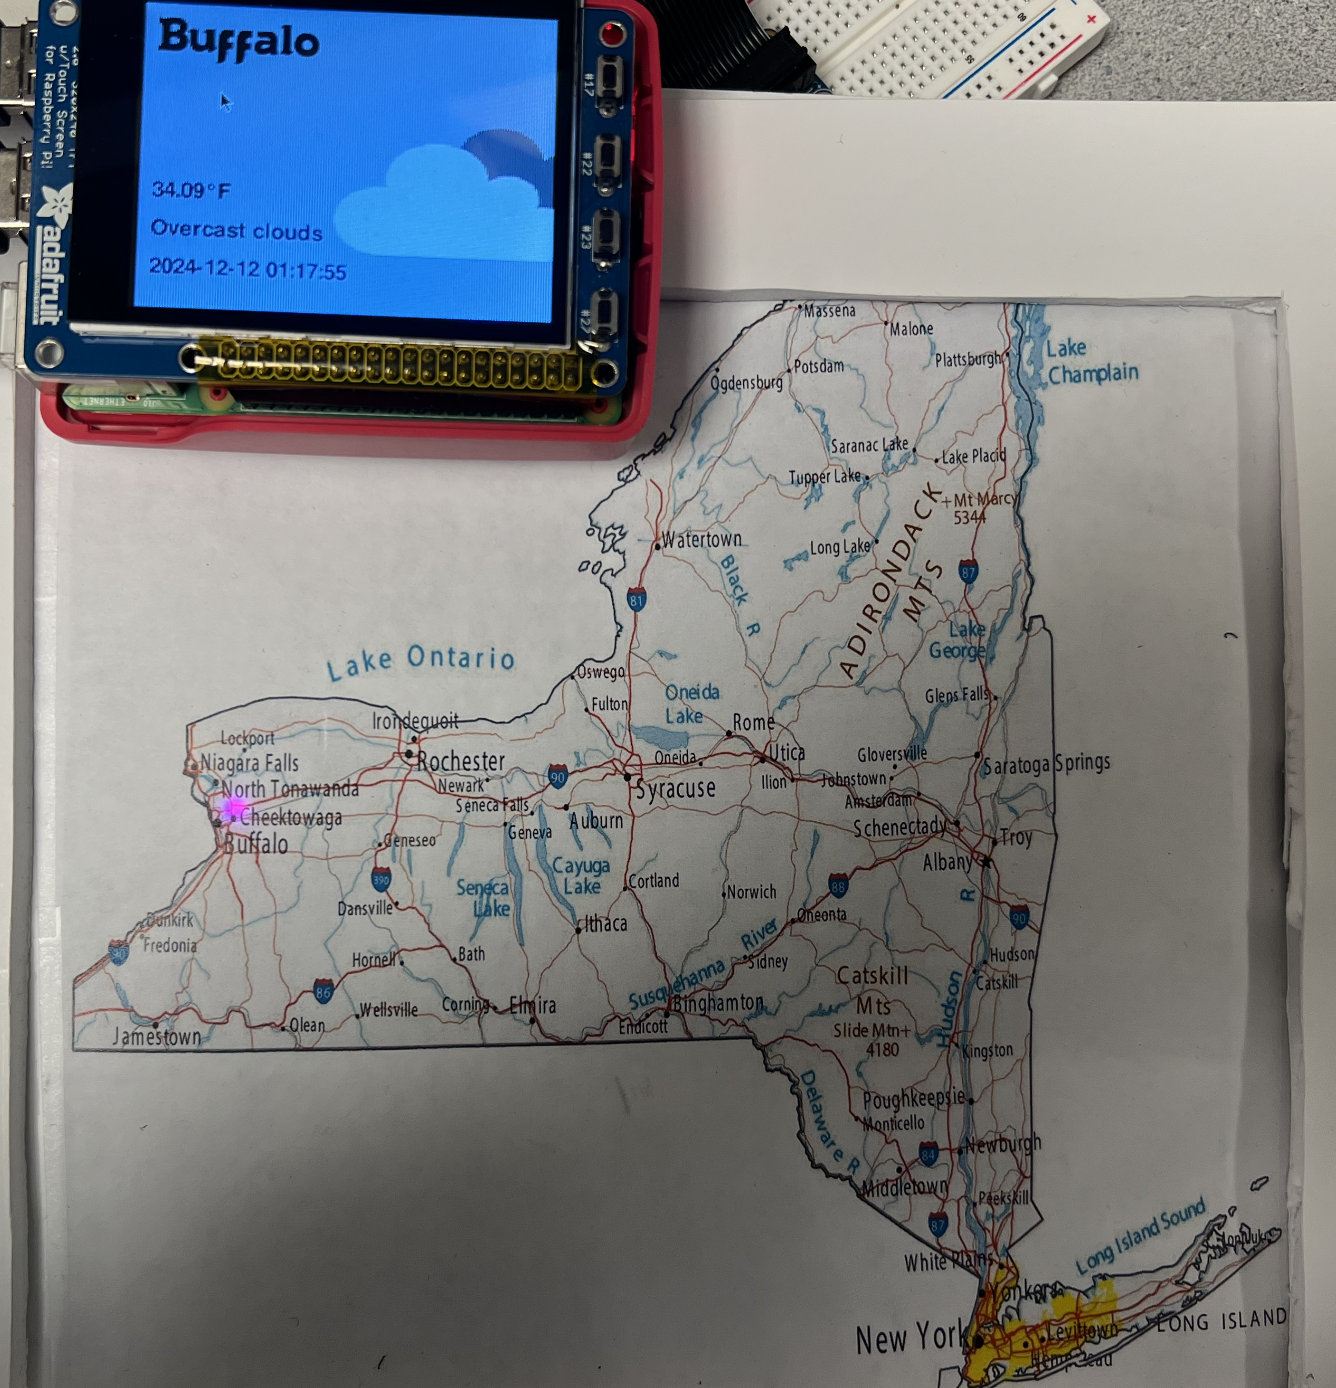 Buffalo
34.09°F
Overcast clouds
2024-12-12 01:17:55
w/Touch Screen
for Raspberry Pi!
adafruit
#17
#22
#23
#27
ETHERNET
60
55
+
Massena
Malone
Plattsburgh
Lake
Champlain
Potsdam
Ogdensburg
Saranac Lake
Lake Placid
Tupper Lake
+Mt Marcy
5344
Watertown
Long Lake
ADIRONDACK
MTS
Black R
87
81
Lake
George
Lake Ontario
Oswego
Fulton
Oneida
Lake
Glens Falls
Irondequoit
Rome
Lockport
Niagara Falls
Rochester
90
Oneida
Utica
Gloversville
Saratoga Springs
North Tonawanda
Newark
Syracuse
Ilion
Johnstown
Seneca Falls
Amsterdam
Cheektowaga
Geneva
Auburn
Schenectady
Troy
Buffalo
Geneseo
Albany
Cayuga
Lake
390
Seneca
Lake
Cortland
Norwich
88
R
90
Dansville
Dunkirk
Fredonia
90
Ithaca
Oneonta
Hornell
Bath
Susquehanna River
Sidney
Hudson
Catskill
Catskill
Mts
Slide Mtn+
4180
86
Wellsville
Corning
Elmira
Endicott
Binghamton
Hudson
Jamestown
Olean
Kingston
Delaware R
Poughkeepsie
Monticello
84
Newburgh
Middletown
Peekskill
87
White Plains
Long Island Sound
Yonkers
New York
Levittown
LONG ISLAND
Hempstead